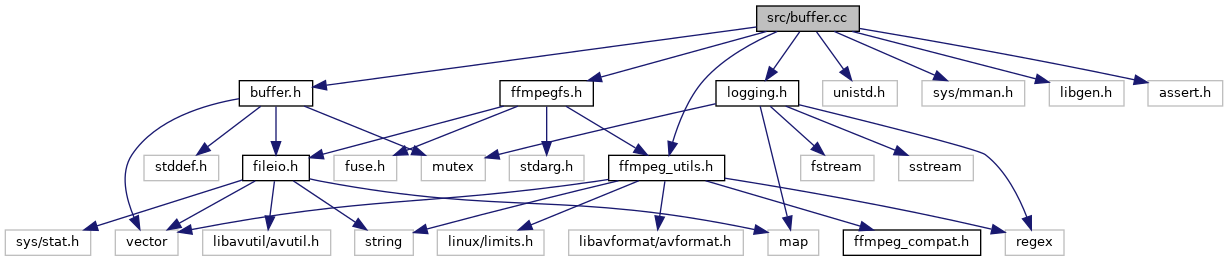 src/buffer.cc
buffer.h
ffmpegfs.h
logging.h
unistd.h
sys/mman.h
libgen.h
assert.h
stddef.h
fileio.h
fuse.h
mutex
stdarg.h
ffmpeg_utils.h
fstream
sstream
sys/stat.h
vector
libavutil/avutil.h
string
linux/limits.h
libavformat/avformat.h
map
ffmpeg_compat.h
regex